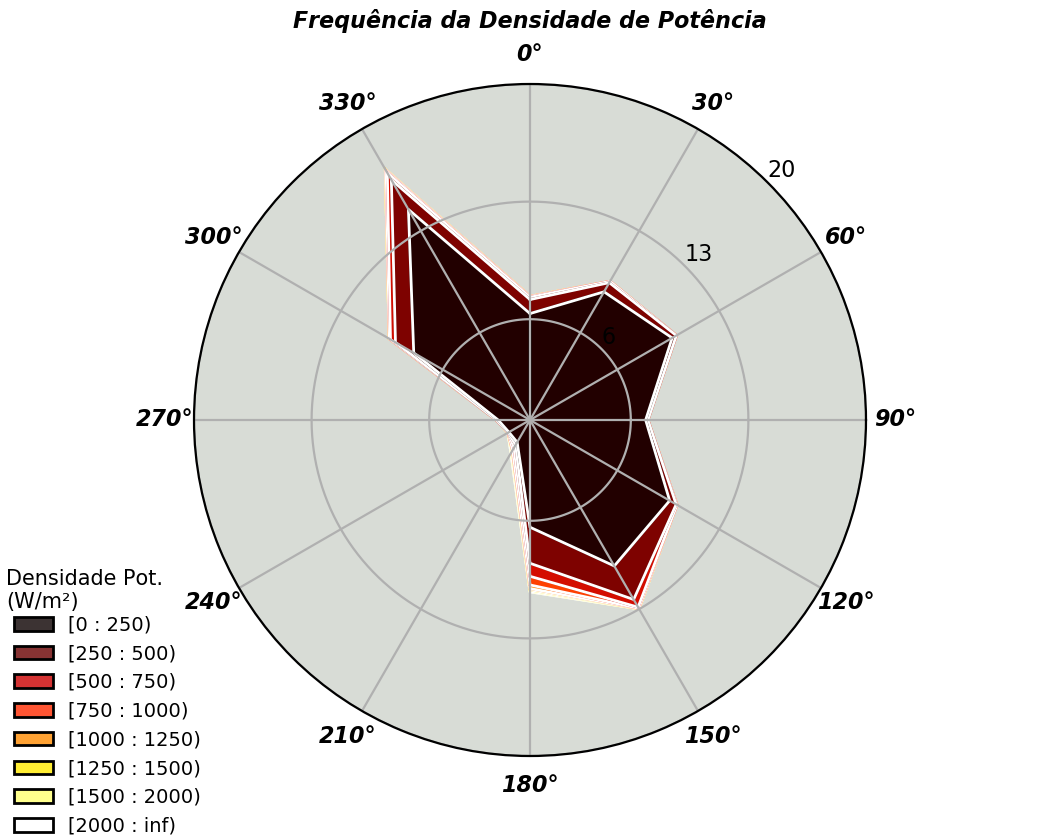 Frequência da Densidade de Potência
0°
330°
30°
20
300°
60°
13
6
270°
90°
240°
120°
210°
150°
180°
Densidade Pot.
(W/m²)
[0 : 250)
[250 : 500)
[500 : 750)
[750 : 1000)
[1000 : 1250)
[1250 : 1500)
[1500 : 2000)
[2000 : inf)